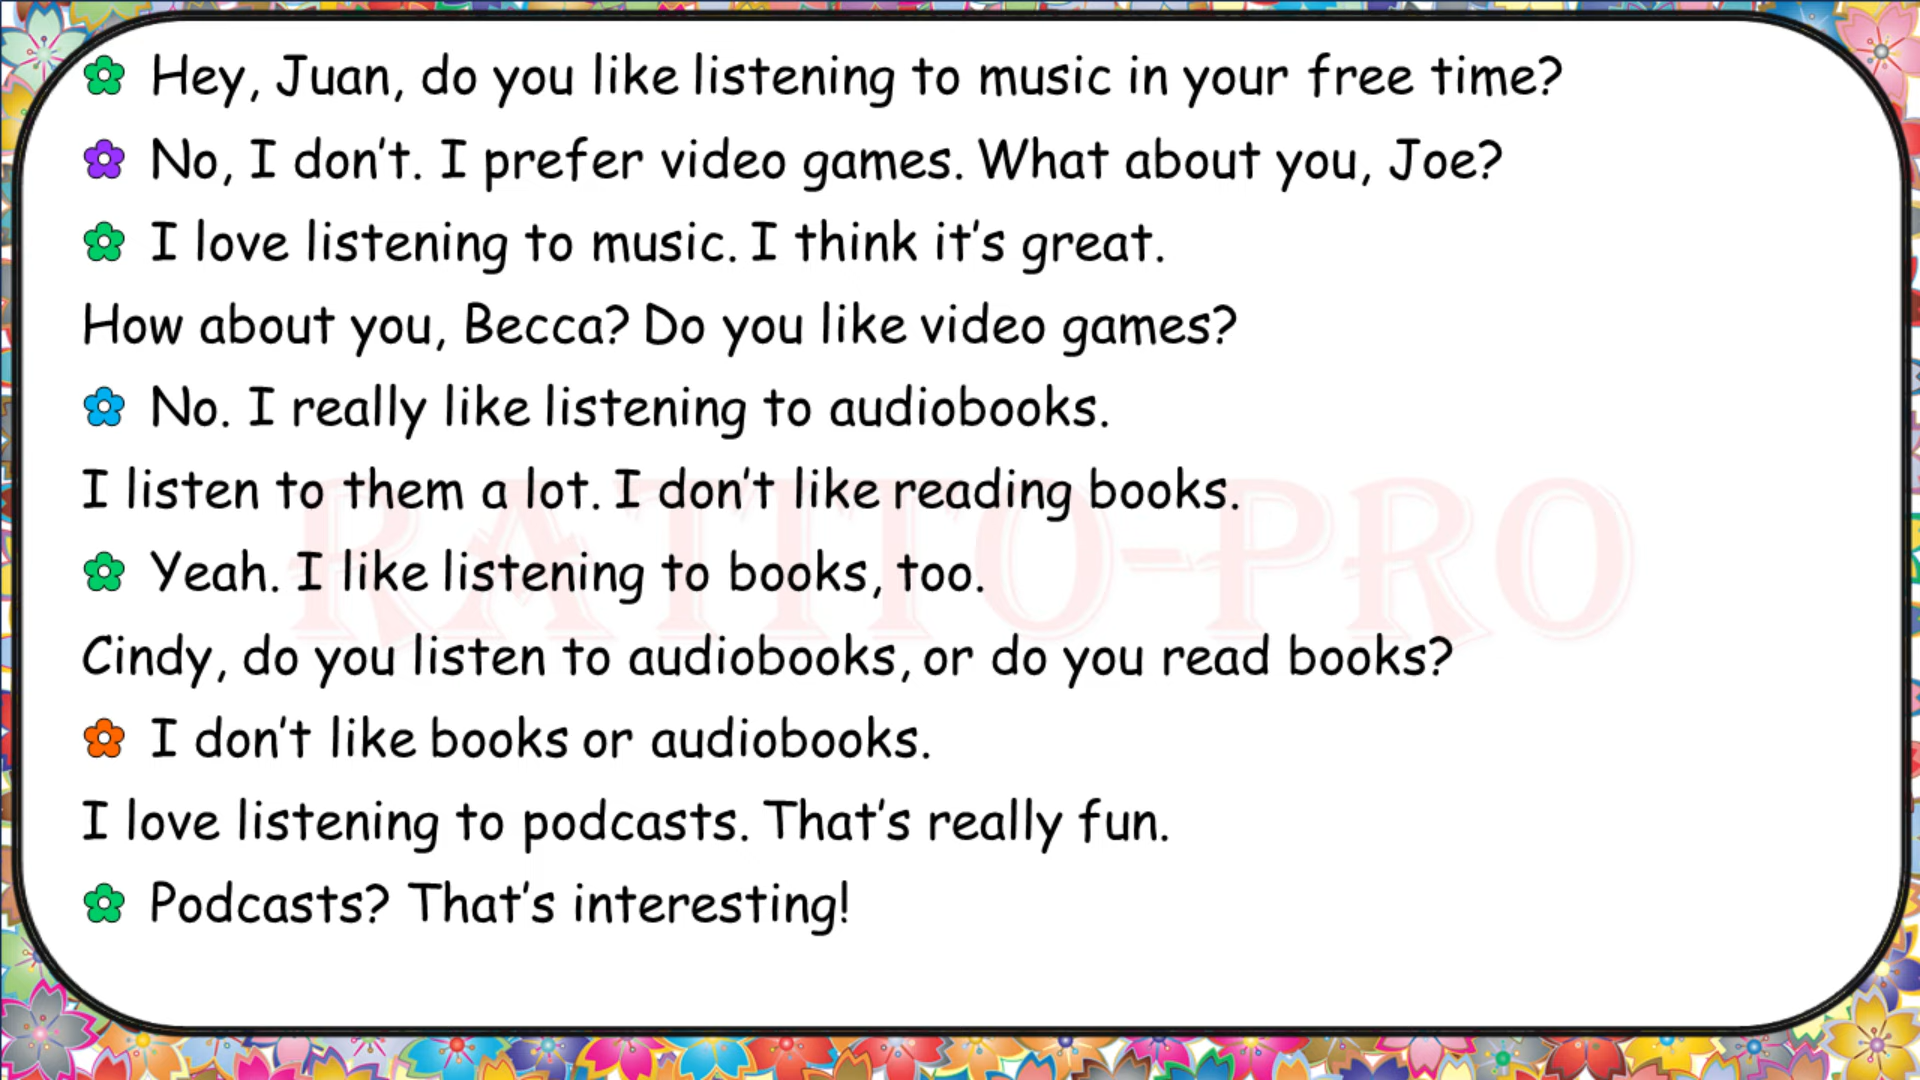 Hey, Juan, do you like listening to music in your free time?
No, I don't. I prefer video games. What about you, Joe?
I love listening to music. I think it's great.
How about you, Becca? Do you like video games?
No. I really like listening to audiobooks.
I listen to them a lot. I don't like reading books.
RATITO-PRO
Yeah. I like listening to books, too.
Cindy, do you listen to audiobooks, or do you read books?
I don't like books or audiobooks.
I love listening to podcasts. That's really fun.
Podcasts? That's interesting!